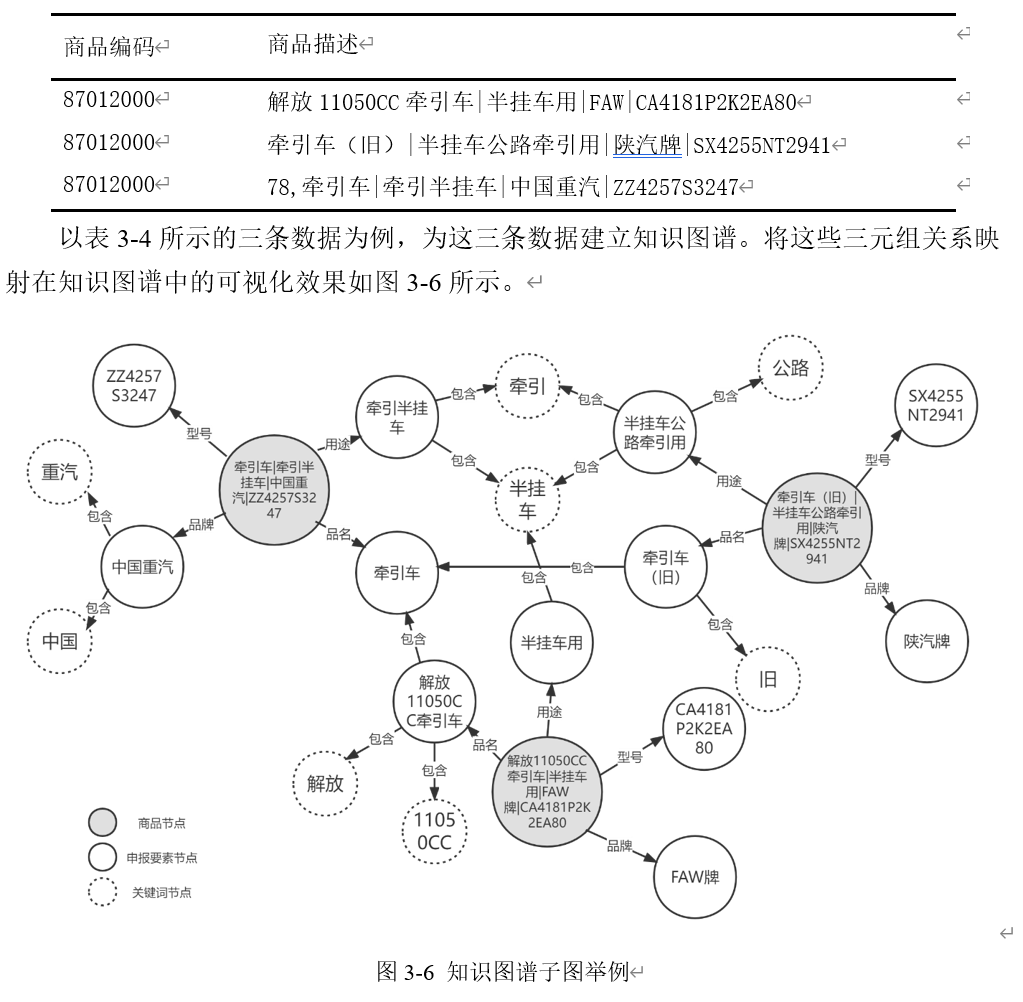 商品编码 商品描述
87012000 解放 11050CC 牵引车|半挂车用|FAW|CA4181P2K2EA80
87012000 牵引车（旧）|半挂车公路牵引用|陕汽牌|SX4255NT2941
87012000 78,牵引车|牵引半挂车|中国重汽|ZZ4257S3247
以表 3-4 所示的三条数据为例，为这三条数据建立知识图谱。将这些三元组关系映
射在知识图谱中的可视化效果如图 3-6 所示。
ZZ4257
S3247
型号
重汽
包含
中国重汽
包含
中国
品牌
牵引车|牵引半
挂车|中国重
汽|ZZ4257S32
47
用途
品名
牵引半挂
车
包含
包含
牵引
半挂
车
包含
包含
半挂车公
路牵引用
包含
公路
用途
SX4255
NT2941
型号
牵引车（旧）|
半挂车公路牵引
用|陕汽
牌|SX4255NT2
941
品名
品牌
陕汽牌
牵引车
（旧）
包含
包含
旧
牵引车
包含
包含
半挂车用
用途
解放
11050C
C牵引车
包含
解放
包含
1105
0CC
品名
解放11050CC
牵引车|半挂车
用|FAW
牌|CA4181P2K
2EA80
型号
CA4181
P2K2EA
80
品牌
FAW牌
商品节点
申报要素节点
关键词节点
图 3-6 知识图谱子图举例